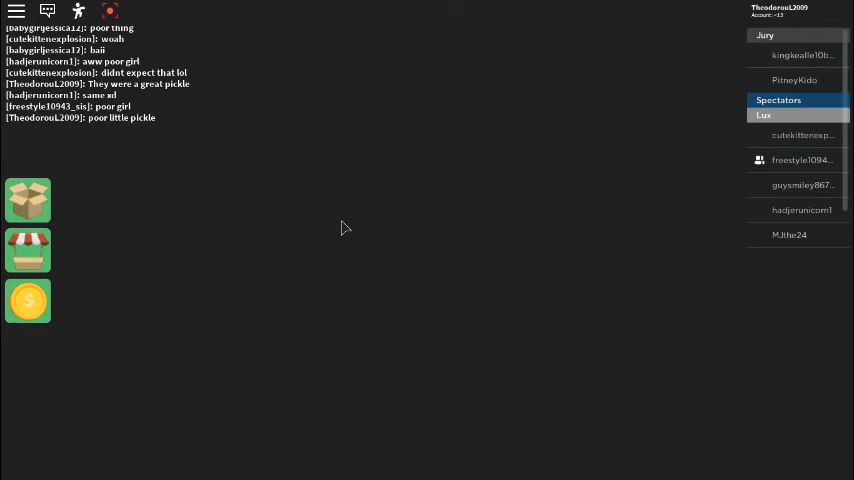 [babygirljessica12]: poor thing
[cutekittenexplosion]: woah
[babygirljessica12]: baii
[hadjerunicorn1]: aww poor girl
[cutekittenexplosion]: didnt expect that lol
[TheodorouL2009]: They were a great pickle
[hadjerunicorn1]: same xd
[freestyle10943_sis]: poor girl
[TheodorouL2009]: poor little pickle
TheodorouL2009
Account: <13
Jury
kingkealle10b...
PitneyKido
Spectators
Lux
cutekittenexp...
freestyle1094...
guysmiley867...
hadjerunicorn1
MJthe24